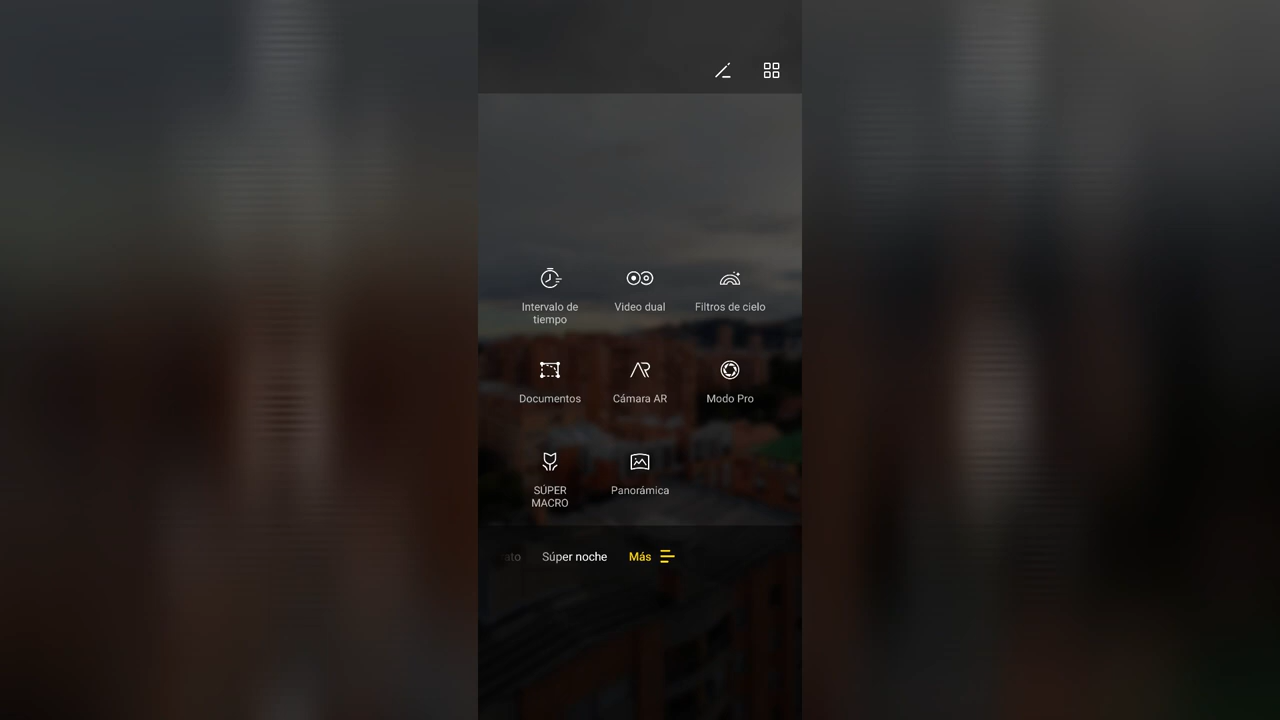 Intervalo de
tiempo
Video dual
Filtros de cielo
Documentos
Cámara AR
Modo Pro
SÚPER
MACRO
Panorámica
ato
Súper noche
Más